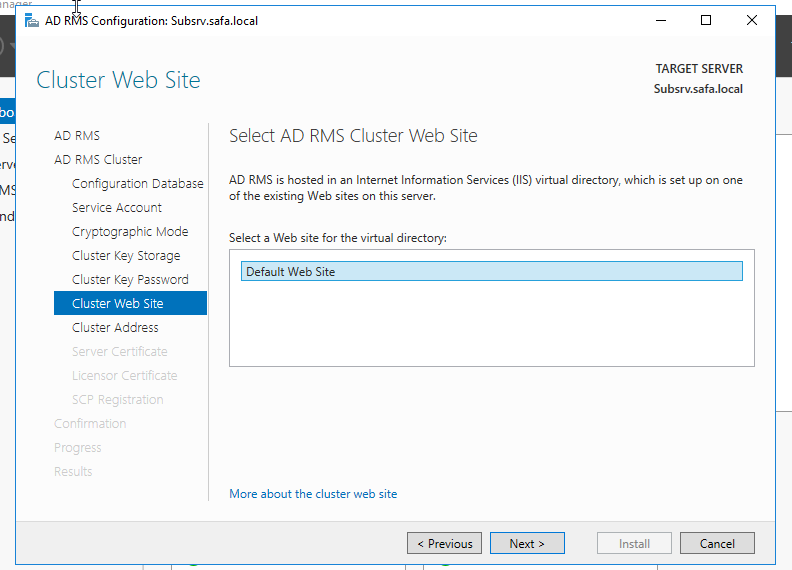 anager
AD RMS Configuration: Subsrv.safa.local
Cluster Web Site
TARGET SERVER
Subsrv.safa.local
AD RMS
AD RMS Cluster
Configuration Database
Service Account
Cryptographic Mode
Cluster Key Storage
Cluster Key Password
Cluster Web Site
Cluster Address
Server Certificate
Licensor Certificate
SCP Registration
Confirmation
Progress
Results
Select AD RMS Cluster Web Site
AD RMS is hosted in an Internet Information Services (IIS) virtual directory, which is set up on one
of the existing Web sites on this server.
Select a Web site for the virtual directory:
Default Web Site
More about the cluster web site
< Previous
Next >
Install
Cancel